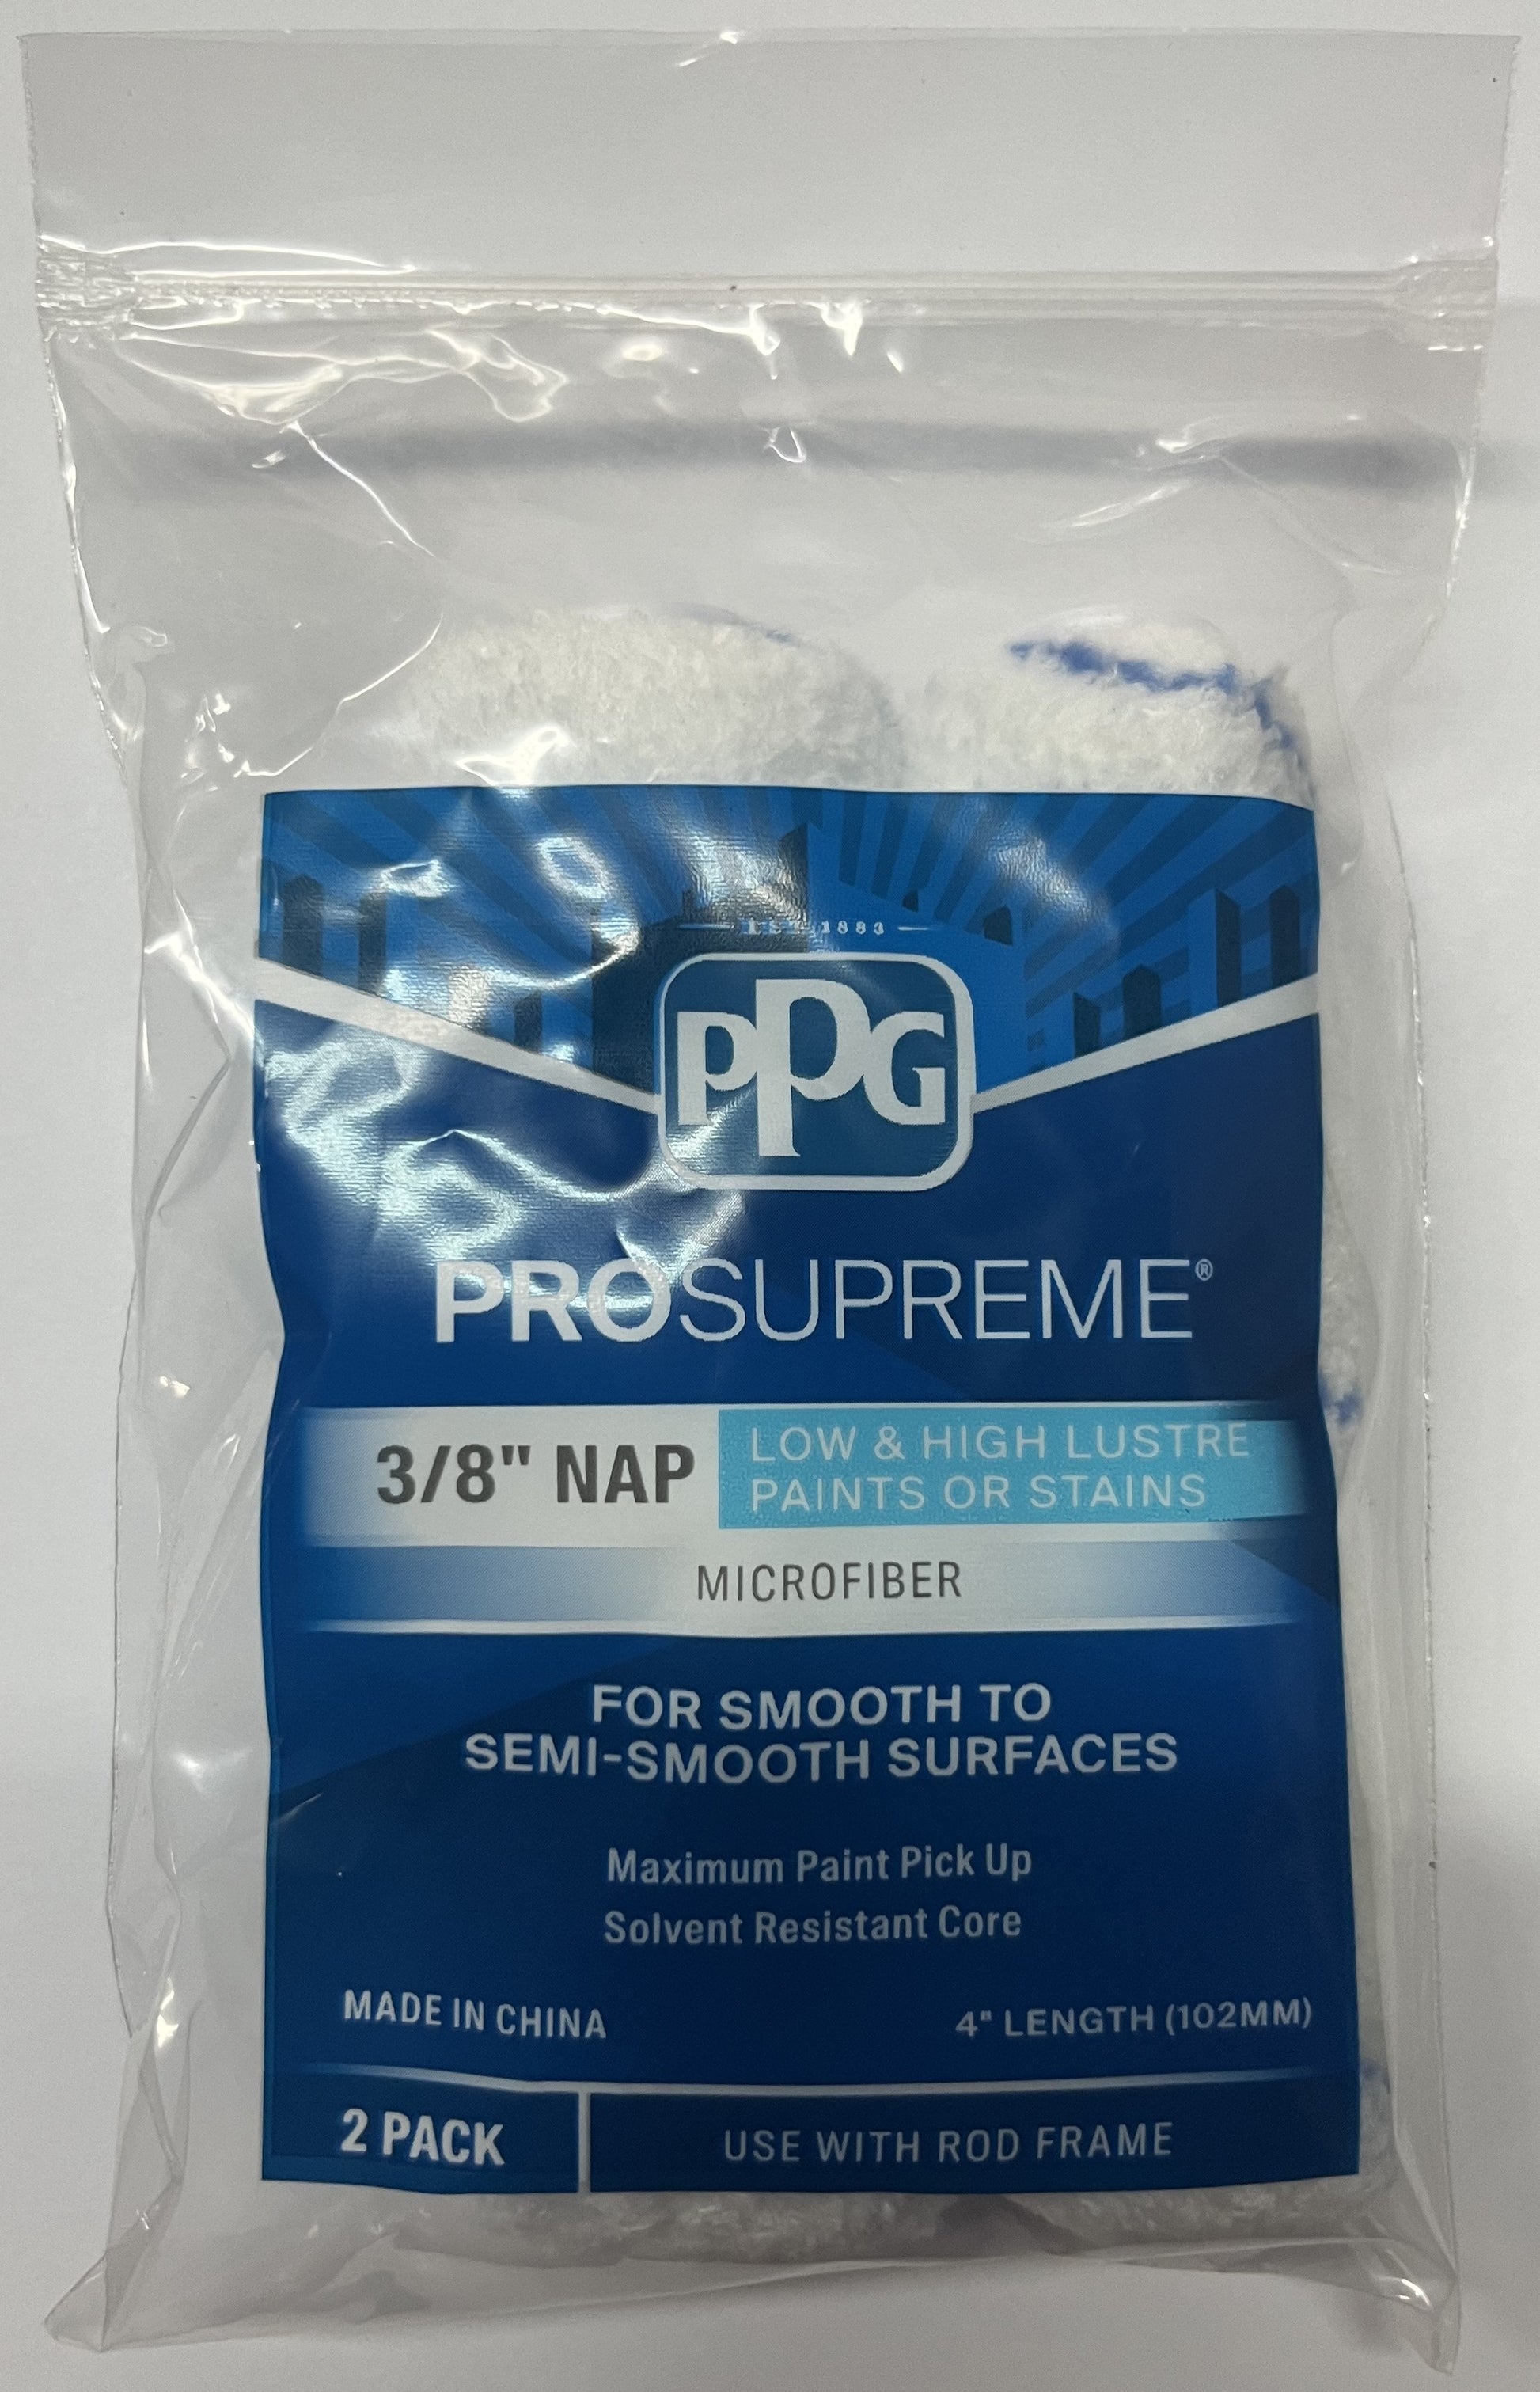 EST. 1883
PPG
PROSUPREME®
3/8" NAP
LOW & HIGH LUSTRE
PAINTS OR STAINS
MICROFIBER
FOR SMOOTH TO
SEMI-SMOOTH SURFACES
Maximum Paint Pick Up
Solvent Resistant Core
MADE IN CHINA
4" LENGTH (102MM)
2 PACK
USE WITH ROD FRAME